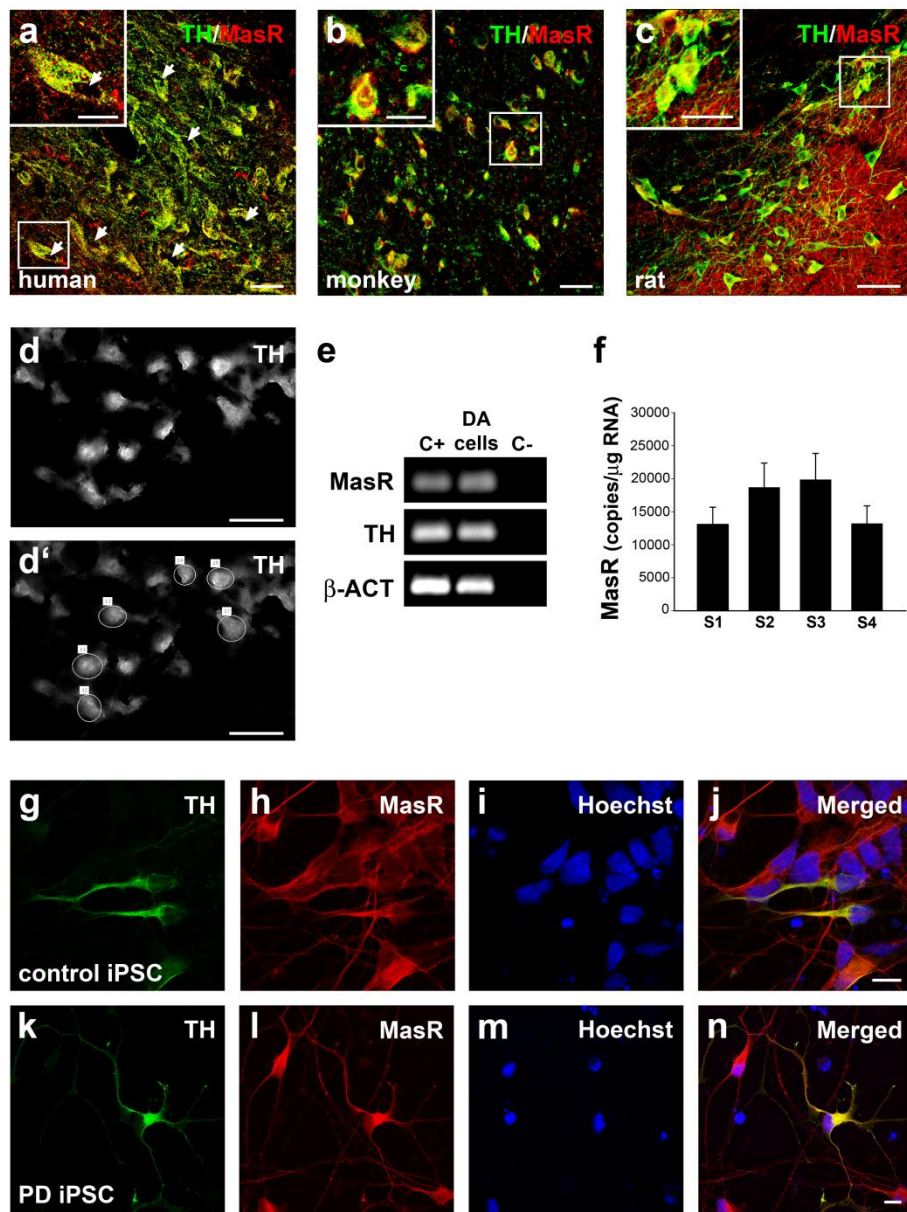 a TH/MasR
human
b TH/MasR
monkey
c TH/MasR
rat
d TH
d' TH
e
C+ DA cells C-
MasR
TH
β-ACT
f
MasR (copies/μg RNA)
30000
25000
20000
15000
10000
5000
0
S1 S2 S3 S4
g TH
control iPSC
h MasR
i Hoechst
j Merged
k TH
PD iPSC
l MasR
m Hoechst
n Merged